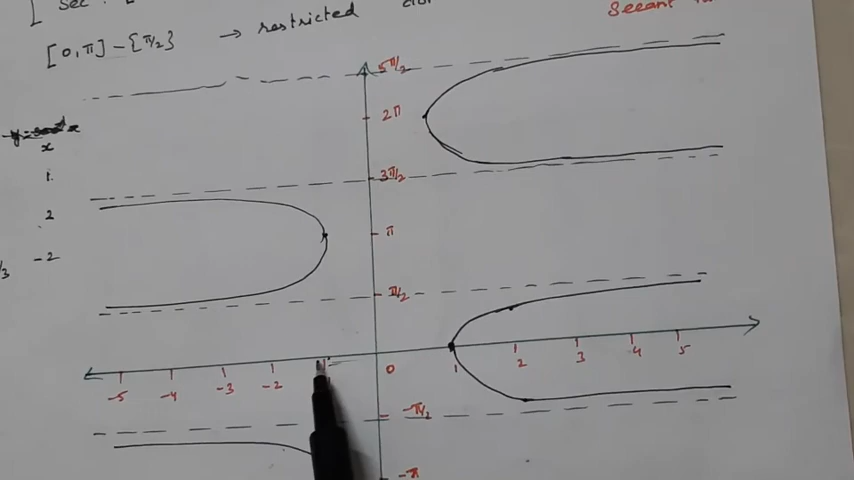 sec : [
[0, π] - {π/2} → restricted
Secant
5π/2
2π
x
1
3π/2
2
π
/3 -2
π/2
-5 -4 -3 -2 0 1 2 3 4 5
-π/2
-π